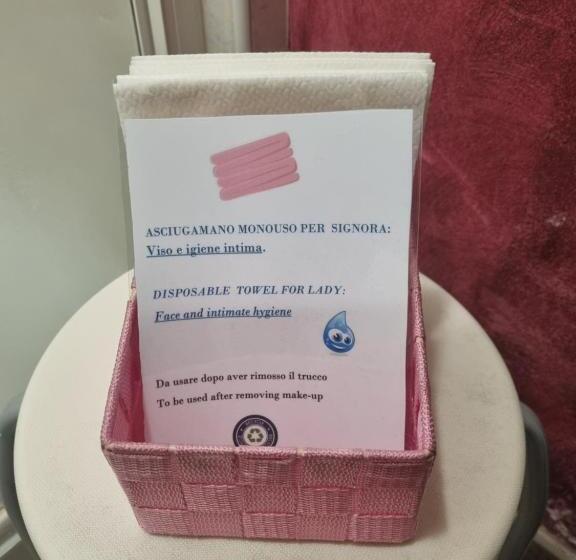 ASCIUGAMANO MONOUSO PER SIGNORA:
Viso e igiene intima.
DISPOSABLE TOWEL FOR LADY:
Face and intimate hygiene
Da usare dopo aver rimosso il trucco
To be used after removing make-up